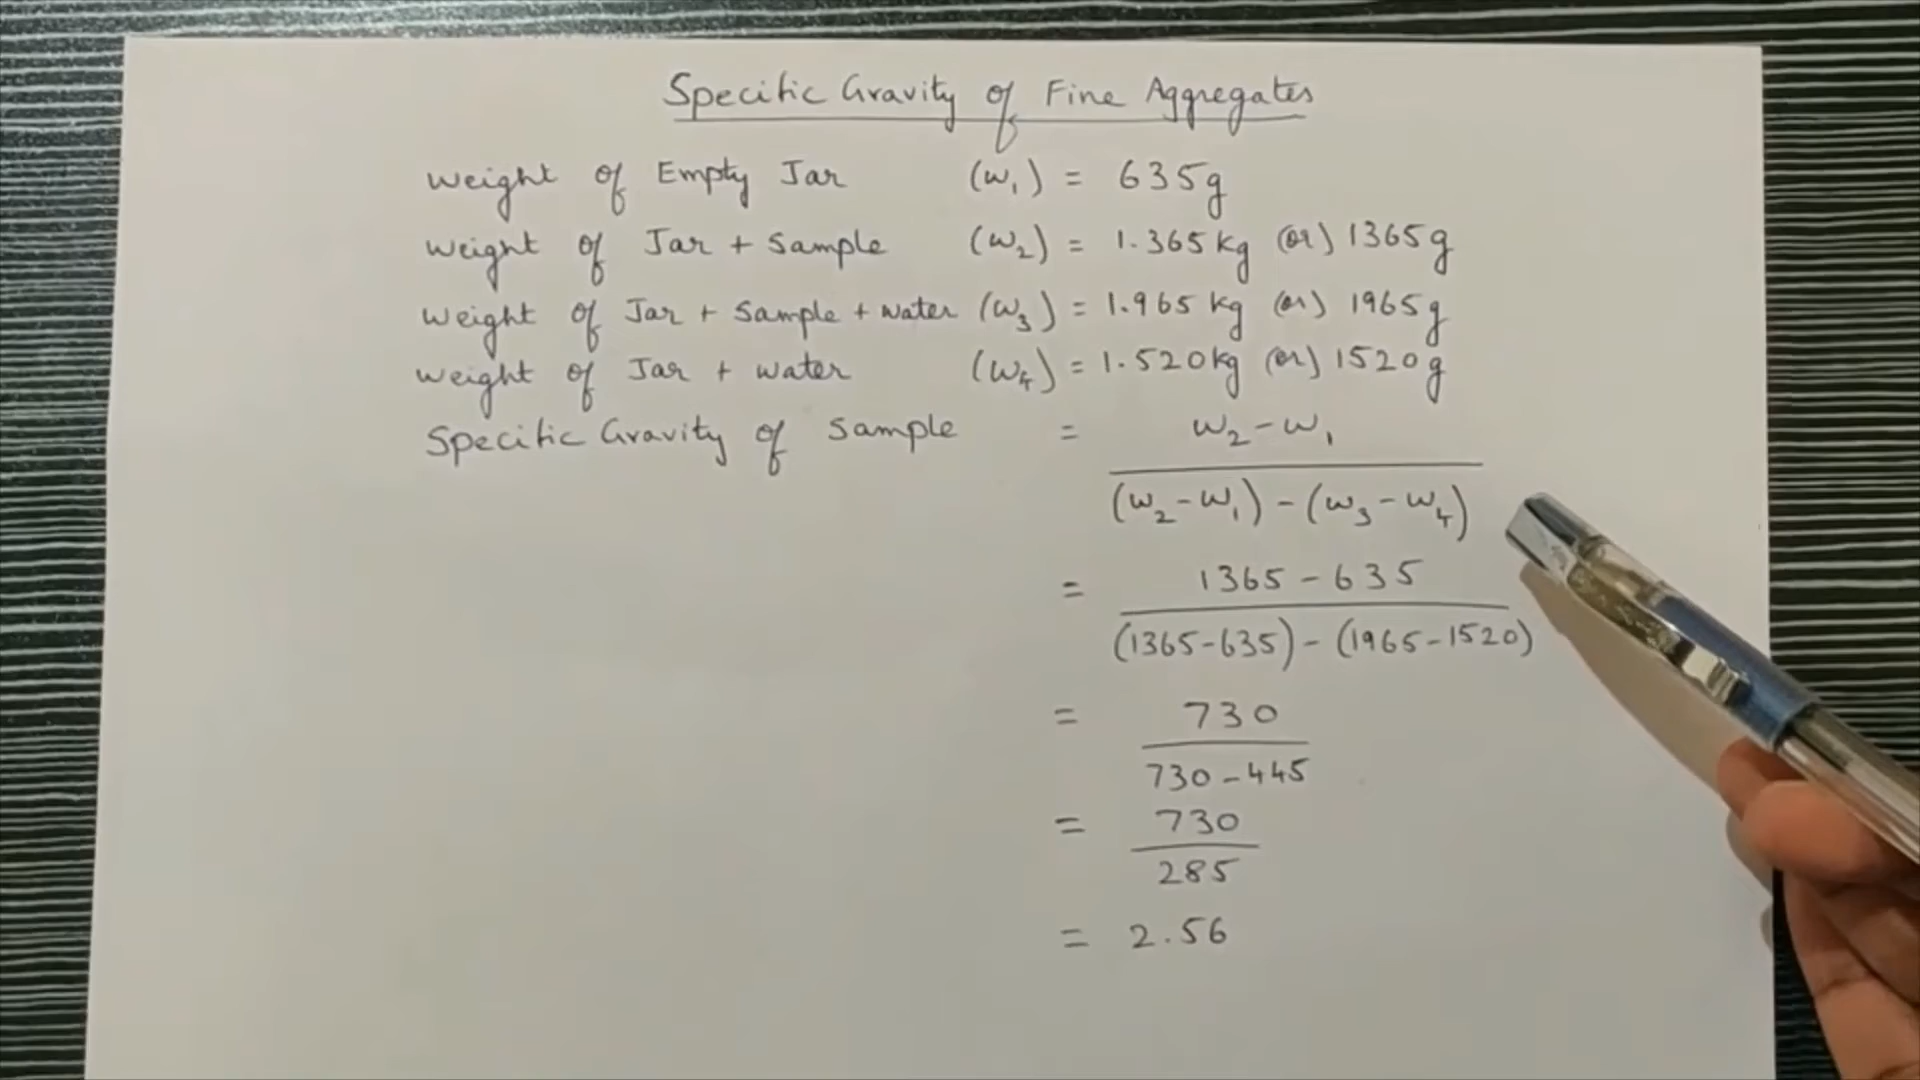 Specific Gravity of Fine Aggregates
Weight of Empty Jar (W₁) = 635g
Weight of Jar + Sample (W₂) = 1.365 kg (or) 1365g
Weight of Jar + Sample + Water (W₃) = 1.965 kg (or) 1965g
Weight of Jar + Water (W₄) = 1.520kg (or) 1520g
Specific Gravity of Sample = W₂ - W₁
(W₂ - W₁) - (W₃ - W₄)
= 1365 - 635
(1365-635) - (1965-1520)
= 730
730 - 445
= 730
285
= 2.56